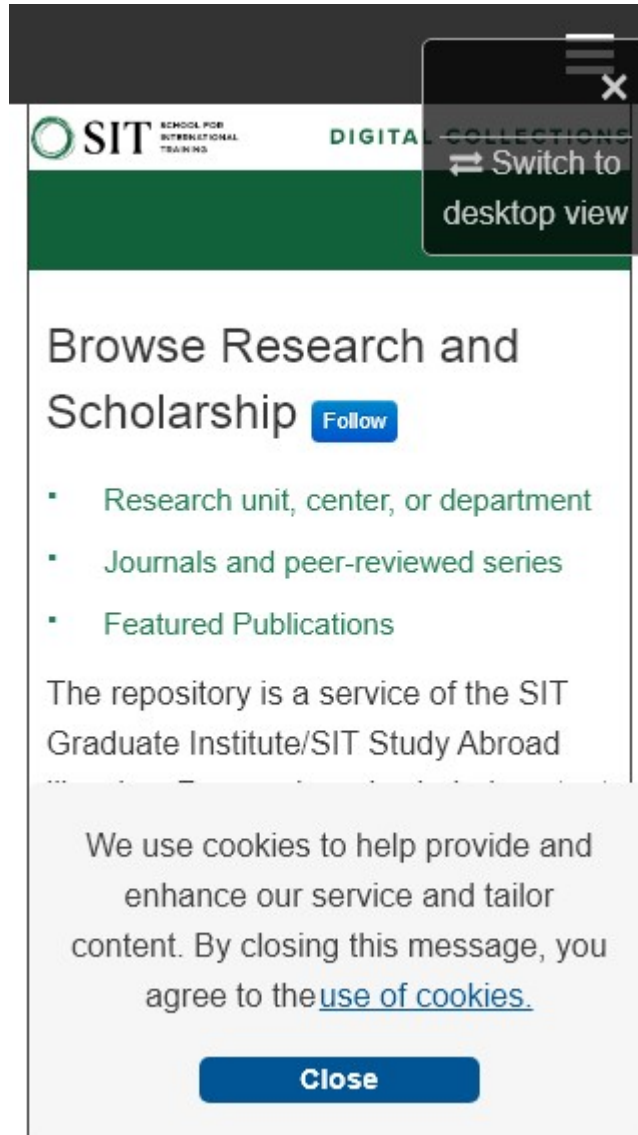 SIT SCHOOL FOR
INTERNATIONAL
TRAINING
DIGITAL COLLECTIONS
×
⇄ Switch to
desktop view
Browse Research and
Scholarship Follow
▪ Research unit, center, or department
▪ Journals and peer-reviewed series
▪ Featured Publications
The repository is a service of the SIT
Graduate Institute/SIT Study Abroad
We use cookies to help provide and
enhance our service and tailor
content. By closing this message, you
agree to the use of cookies.
Close